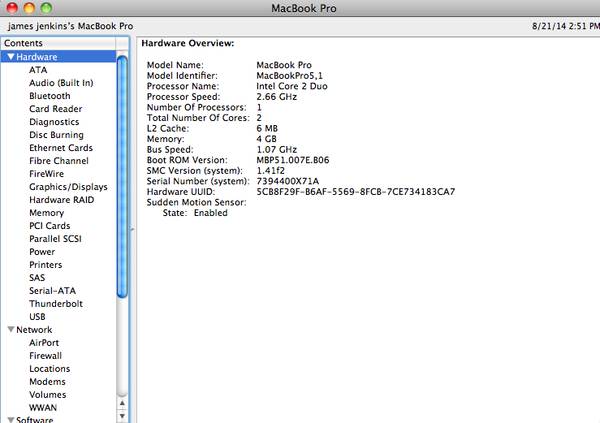 MacBook Pro
james jenkins's MacBook Pro
8/21/14 2:51 PM
Contents
Hardware
ATA
Audio (Built In)
Bluetooth
Card Reader
Diagnostics
Disc Burning
Ethernet Cards
Fibre Channel
FireWire
Graphics/Displays
Hardware RAID
Memory
PCI Cards
Parallel SCSI
Power
Printers
SAS
Serial-ATA
Thunderbolt
USB
Network
AirPort
Firewall
Locations
Modems
Volumes
WWAN
Software
Hardware Overview:
Model Name: MacBook Pro
Model Identifier: MacBookPro5,1
Processor Name: Intel Core 2 Duo
Processor Speed: 2.66 GHz
Number Of Processors: 1
Total Number Of Cores: 2
L2 Cache: 6 MB
Memory: 4 GB
Bus Speed: 1.07 GHz
Boot ROM Version: MBP51.007E.B06
SMC Version (system): 1.41f2
Serial Number (system): 7394400X71A
Hardware UUID: 5CB8F29F-B6AF-5569-8FCB-7CE734183CA7
Sudden Motion Sensor:
State: Enabled